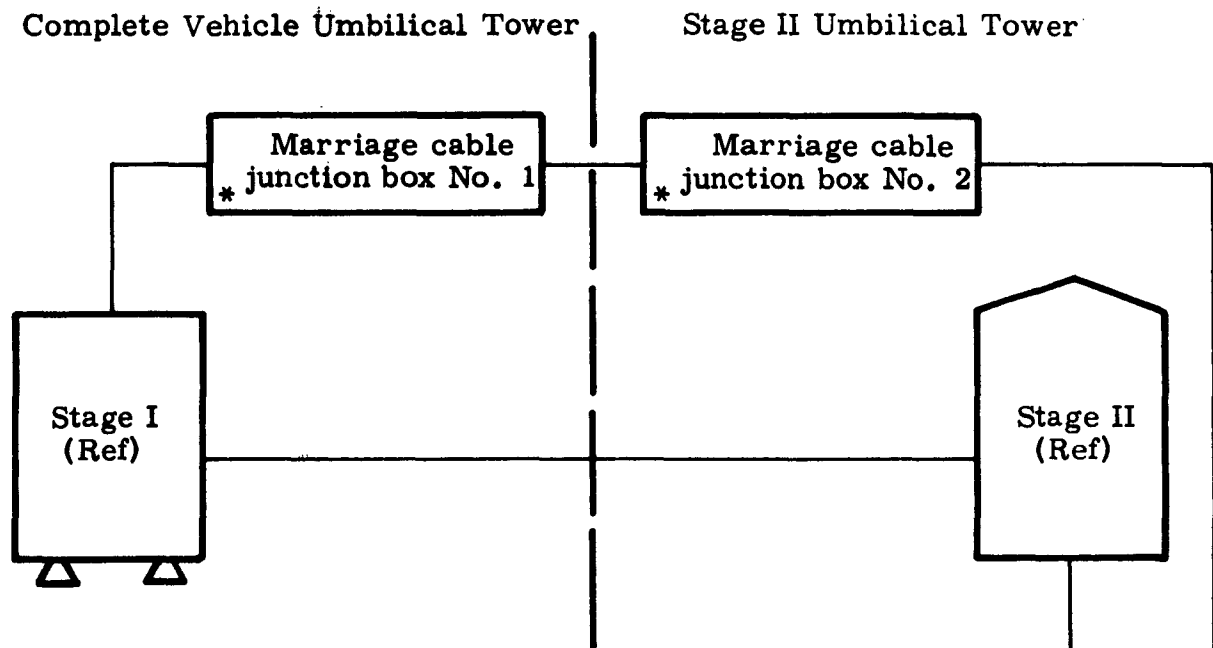 Complete Vehicle Umbilical Tower
Stage II Umbilical Tower
Marriage cable
* junction box No. 1
Marriage cable
* junction box No. 2
Stage I
(Ref)
Stage II
(Ref)